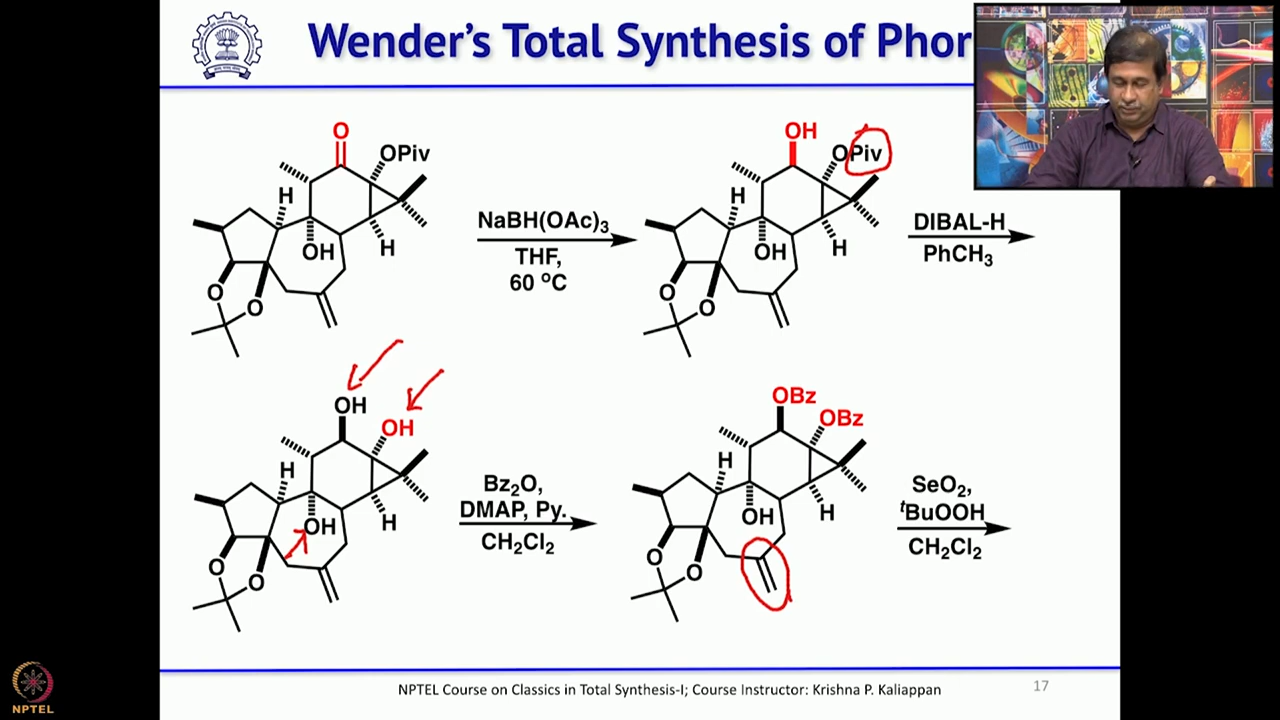 Wender's Total Synthesis of Phor
O
OPiv
H
OH
H
O
O
NaBH(OAc)₃
THF,
60 ⁰C
OH
OPiv
H
OH
H
O
O
DIBAL-H
PhCH₃
OH
OH
H
OH
H
O
O
Bz₂O,
DMAP, Py.
CH₂Cl₂
OBz
OBz
H
OH
H
O
O
SeO₂,
ᵗBuOOH
CH₂Cl₂
NPTEL Course on Classics in Total Synthesis-I; Course Instructor: Krishna P. Kaliappan
17
NPTEL